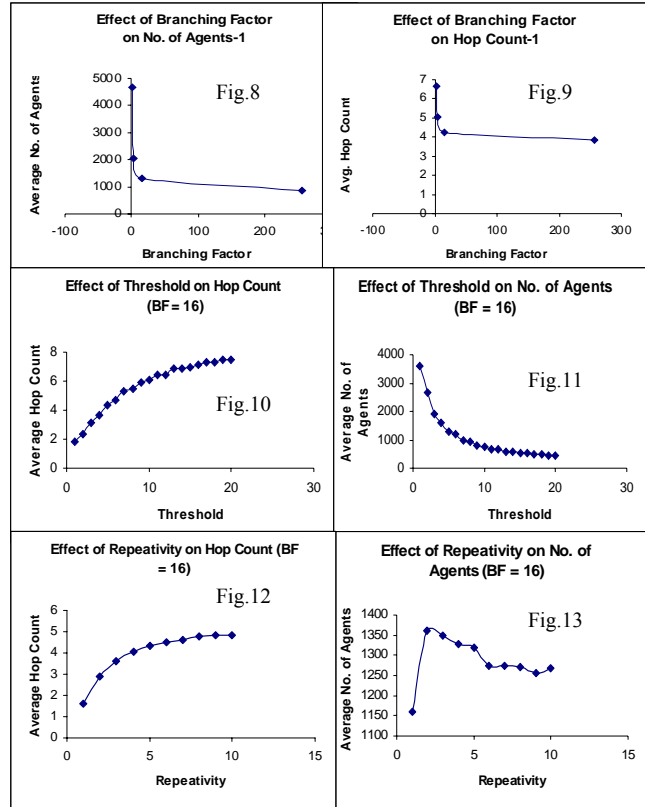 Effect of Branching Factor
on No. of Agents-1
Fig.8
Average No. of Agents
5000
4000
3000
2000
1000
0
-100
0
100
200
Branching Factor
Effect of Branching Factor
on Hop Count-1
Fig.9
Avg. Hop Count
7
6
5
4
3
2
1
0
-100
0
100
200
300
Branching Factor
Effect of Threshold on Hop Count
(BF = 16)
Fig.10
Average Hop Count
8
6
4
2
0
0
10
20
30
Threshold
Effect of Threshold on No. of Agents
(BF = 16)
Fig.11
Average No. of
Agents
4000
3000
2000
1000
0
0
10
20
30
Threshold
Effect of Repeativity on Hop Count (BF
= 16)
Fig.12
Average Hop Count
6
5
4
3
2
1
0
0
5
10
15
Repeativity
Effect of Repeativity on No. of
Agents (BF = 16)
Fig.13
Average No. of Agents
1400
1350
1300
1250
1200
1150
1100
0
5
10
15
Repeativity